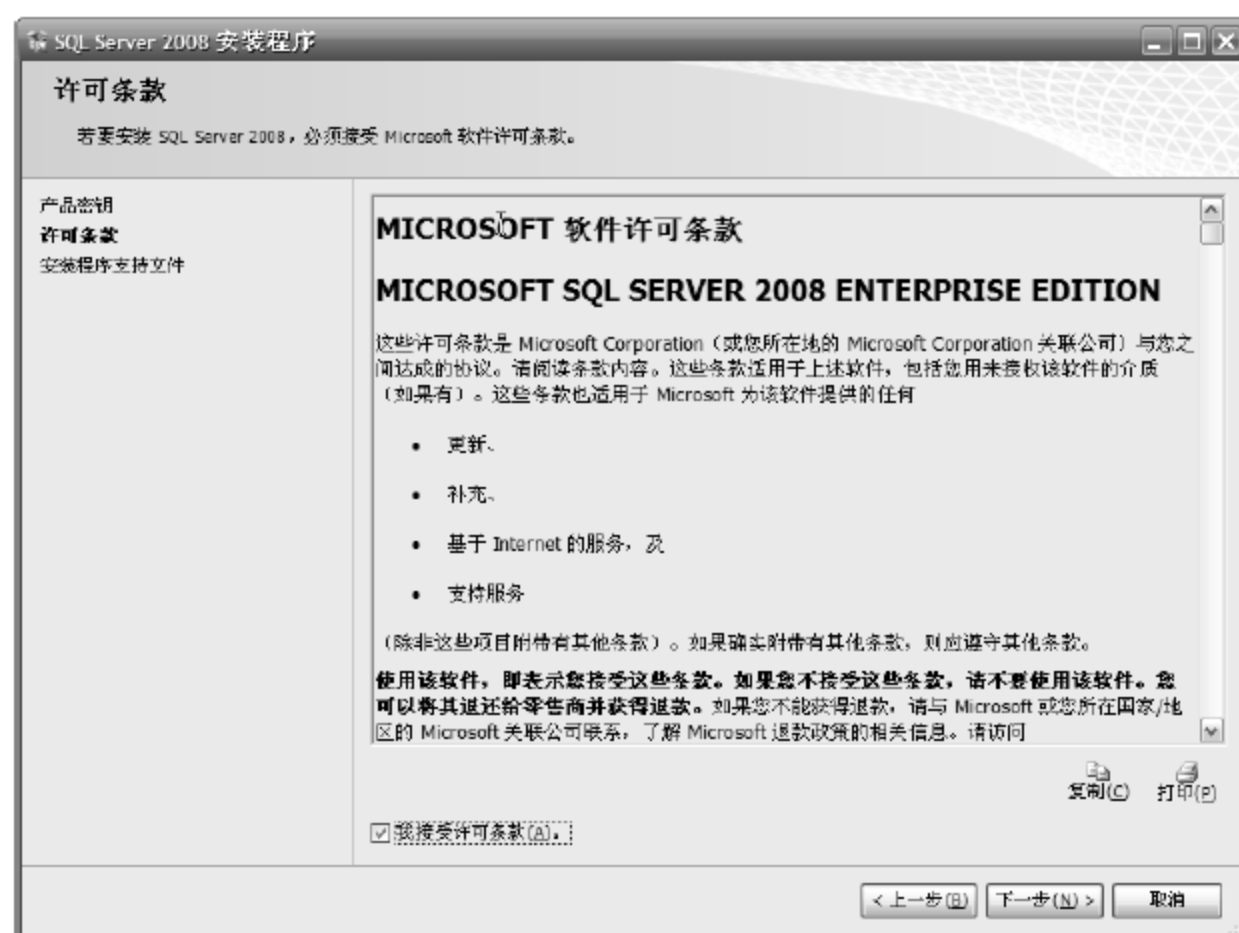 SQL Server 2008 安装程序
许可条款
若要安装 SQL Server 2008，必须接受 Microsoft 软件许可条款。
产品密钥
许可条款
安装程序支持文件
MICROSOFT 软件许可条款
MICROSOFT SQL SERVER 2008 ENTERPRISE EDITION
这些许可条款是 Microsoft Corporation（或您所在地的 Microsoft Corporation 关联公司）与您之
间达成的协议。请阅读条款内容。这些条款适用于上述软件，包括您用来接收该软件的介质
（如果有）。这些条款也适用于 Microsoft 为该软件提供的任何
• 更新、
• 补充、
• 基于 Internet 的服务，及
• 支持服务
（除非这些项目附带有其他条款）。如果确实附带有其他条款，则应遵守其他条款。
使用该软件，即表示您接受这些条款。如果您不接受这些条款，请不要使用该软件。您
可以将其退还给零售商并获得退款。如果您不能获得退款，请与 Microsoft 或您所在国家/地
区的 Microsoft 关联公司联系，了解 Microsoft 退款政策的相关信息。请访问
复制(C) 打印(P)
我接受许可条款(A)。
< 上一步(B) 下一步(N) > 取消